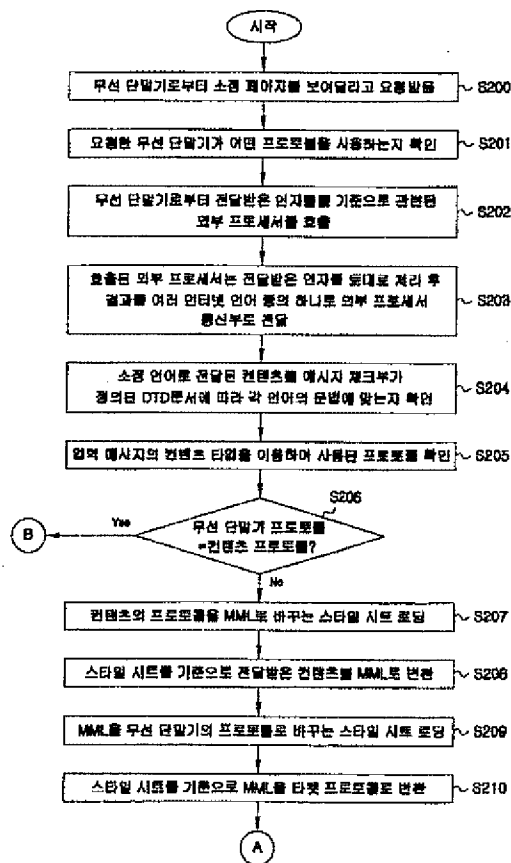 시작
무선 단말기로부터 소정 페이지를 보여달라고 요청받음
S200
요청한 무선 단말기가 어떤 프로토콜을 사용하는지 확인
S201
무선 단말기로부터 전달받은 인자들을 기준으로 관련된
외부 프로세서를 호출
S202
호출된 외부 프로세서는 전달받은 인자를 토대로 처리 후
결과를 여러 인터넷 언어 중의 하나로 외부 프로세서
통신부로 전달
S203
소정 언어로 전달된 컨텐츠를 메시지 체크부가
정의된 DTD문서에 따라 각 언어의 문법에 맞는지 확인
S204
입력 메시지의 컨텐트 타입을 이용하여 사용된 프로토콜 확인
S205
S206
무선 단말기 프로토콜
=컨텐츠 프로토콜?
Yes
B
No
컨텐츠의 프로토콜을 MML로 바꾸는 스타일 시트 로딩
S207
스타일 시트를 기준으로 전달받은 컨텐츠를 MML로 변환
S208
MML을 무선 단말기의 프로토콜로 바꾸는 스타일 시트 로딩
S209
스타일 시트를 기준으로 MML을 타겟 프로토콜로 변환
S210
A